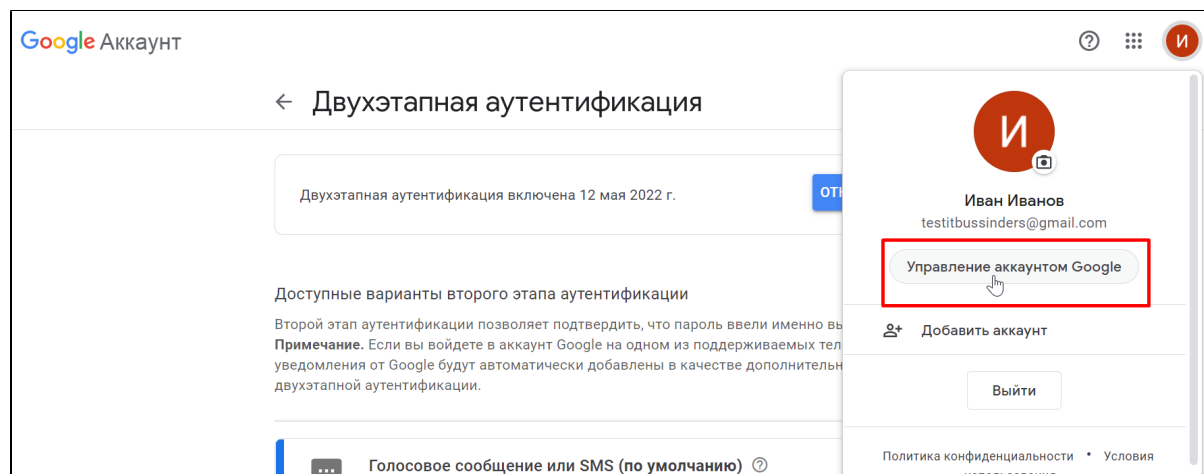 Google Аккаунт
И
Двухэтапная аутентификация
Двухэтапная аутентификация включена 12 мая 2022 г.
И
Иван Иванов
testitbussinders@gmail.com
Управление аккаунтом Google
Доступные варианты второго этапа аутентификации
Второй этап аутентификации позволяет подтвердить, что пароль ввели именно
Примечание. Если вы войдете в аккаунт Google на одном из поддерживаемых
уведомления от Google будут автоматически добавлены в качестве
двухэтапной аутентификации.
Добавить аккаунт
Выйти
Голосовое сообщение или SMS (по умолчанию)
Политика конфиденциальности • Условия